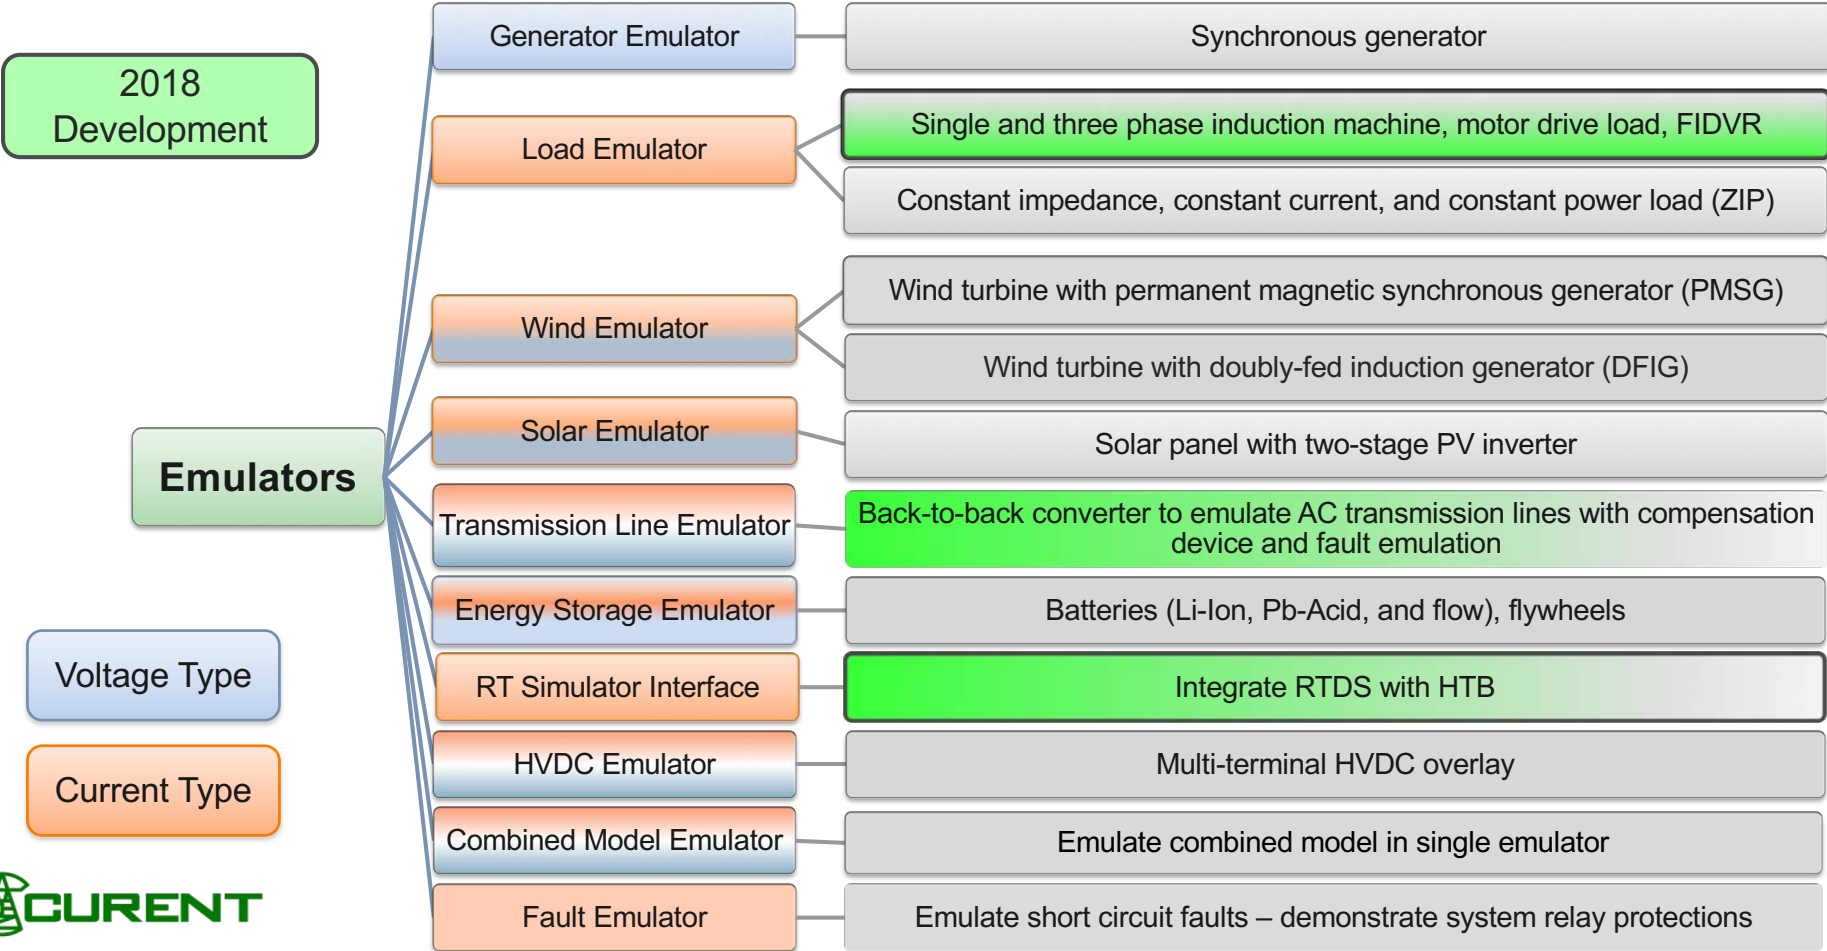 2018
Development
Emulators
Voltage Type
Current Type
CURENT
Generator Emulator
Synchronous generator
Load Emulator
Single and three phase induction machine, motor drive load, FIDVR
Constant impedance, constant current, and constant power load (ZIP)
Wind Emulator
Wind turbine with permanent magnetic synchronous generator (PMSG)
Wind turbine with doubly-fed induction generator (DFIG)
Solar Emulator
Solar panel with two-stage PV inverter
Transmission Line Emulator
Back-to-back converter to emulate AC transmission lines with compensation
device and fault emulation
Energy Storage Emulator
Batteries (Li-Ion, Pb-Acid, and flow), flywheels
RT Simulator Interface
Integrate RTDS with HTB
HVDC Emulator
Multi-terminal HVDC overlay
Combined Model Emulator
Emulate combined model in single emulator
Fault Emulator
Emulate short circuit faults – demonstrate system relay protections